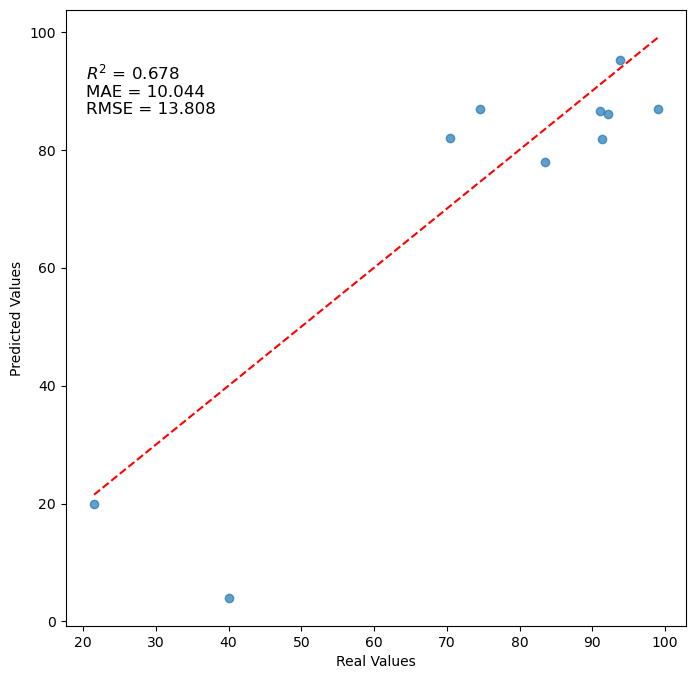 100
80
60
40
20
0
R² = 0.678
MAE = 10.044
RMSE = 13.808
Predicted Values
20 30 40 50 60 70 80 90 100
Real Values